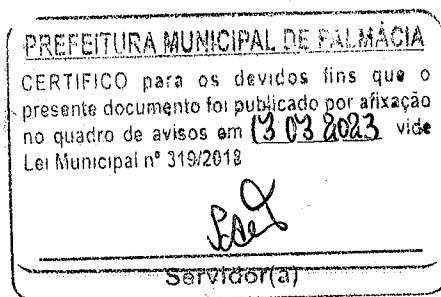 PREFEITURA MUNICIPAL DE PALMÁCIA
CERTIFICO para os devidos fins que o
presente documento foi publicado por afixação
no quadro de avisos em 13 03 2023 vide
Lei Municipal nº 319/2018
Servidor(a)